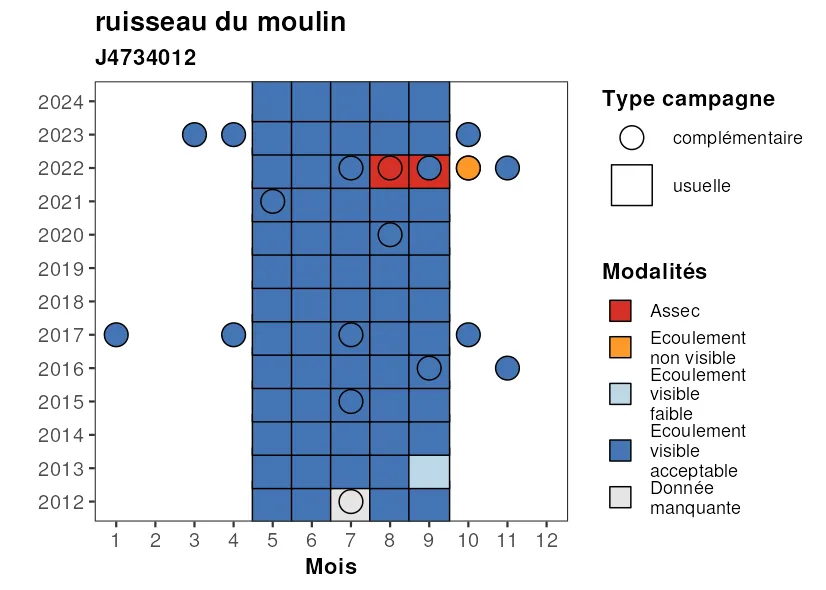 ruisseau du moulin
J4734012
2024
2023
2022
2021
2020
2019
2018
2017
2016
2015
2014
2013
2012
1 2 3 4 5 6 7 8 9 10 11 12
Mois
Type campagne
complémentaire
usuelle
Modalités
Assec
Ecoulement
non visible
Ecoulement
visible
faible
Ecoulement
visible
acceptable
Donnée
manquante